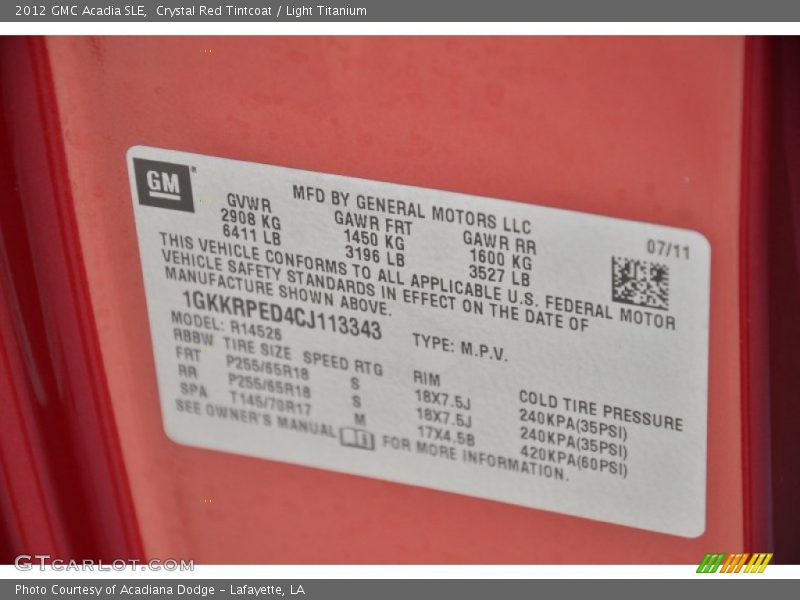 2012 GMC Acadia SLE, Crystal Red Tintcoat / Light Titanium
GM
MFD BY GENERAL MOTORS LLC
07/11
GVWR GAWR FRT GAWR RR
2908 KG 1450 KG 1600 KG
6411 LB 3196 LB 3527 LB
THIS VEHICLE CONFORMS TO ALL APPLICABLE U.S. FEDERAL MOTOR
VEHICLE SAFETY STANDARDS IN EFFECT ON THE DATE OF
MANUFACTURE SHOWN ABOVE.
1GKKRPED4CJ113343 TYPE: M.P.V.
MODEL: R14526
RBBW TIRE SIZE SPEED RTG RIM COLD TIRE PRESSURE
FRT P255/65R18 S 18X7.5J 240KPA(35PSI)
RR P255/65R18 S 18X7.5J 240KPA(35PSI)
SPA T145/70R17 M 17X4.5B 420KPA(60PSI)
SEE OWNER'S MANUAL FOR MORE INFORMATION.
GTCARLOT.COM
Photo Courtesy of Acadiana Dodge - Lafayette, LA